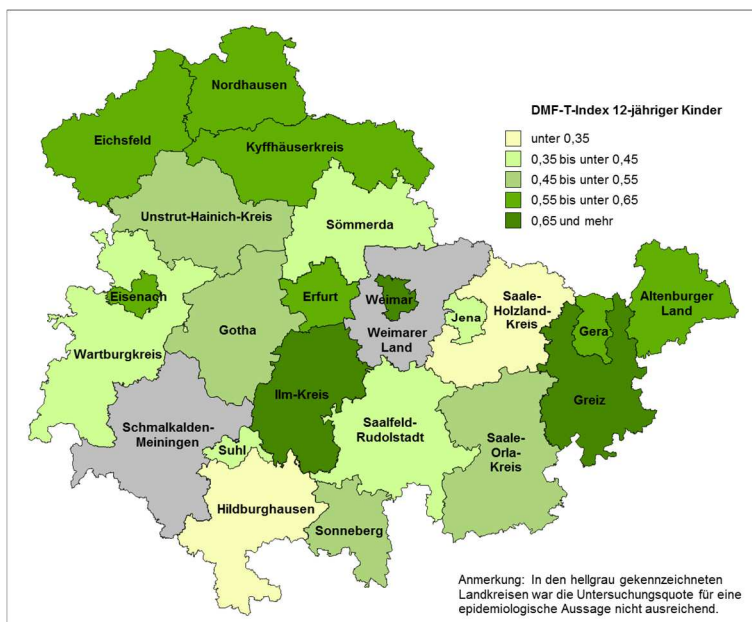 Nordhausen
DMF-T-Index 12-jähriger Kinder
unter 0,35
0,35 bis unter 0,45
0,45 bis unter 0,55
0,55 bis unter 0,65
0,65 und mehr
Eichsfeld
Kyffhäuserkreis
Unstrut-Hainich-Kreis
Sömmerda
Eisenach
Erfurt
Weimar
Saale-
Holzland-
Kreis
Altenburger
Land
Gotha
Jena
Gera
Weimarer
Land
Wartburgkreis
Ilm-Kreis
Greiz
Schmalkalden-
Meiningen
Saalfeld-
Rudolstadt
Saale-
Orla-
Kreis
Suhl
Hildburghausen
Sonneberg
Anmerkung: In den hellgrau gekennzeichneten
Landkreisen war die Untersuchungsquote für eine
epidemiologische Aussage nicht ausreichend.